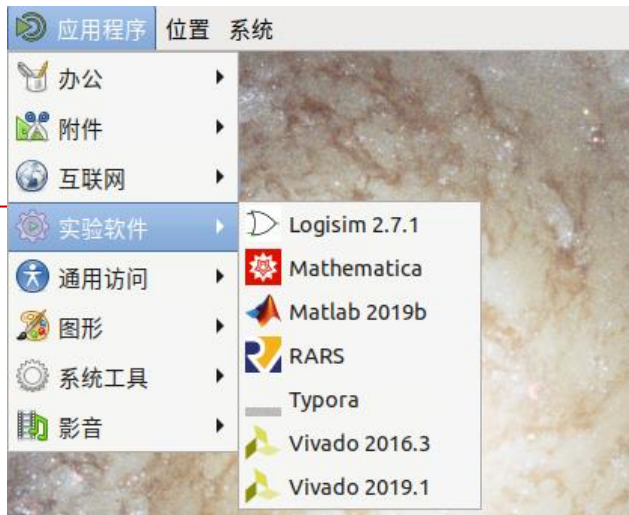 应用程序 位置 系统
办公
附件
互联网
实验软件
通用访问
图形
系统工具
影音
Logisim 2.7.1
Mathematica
Matlab 2019b
RARS
Typora
Vivado 2016.3
Vivado 2019.1